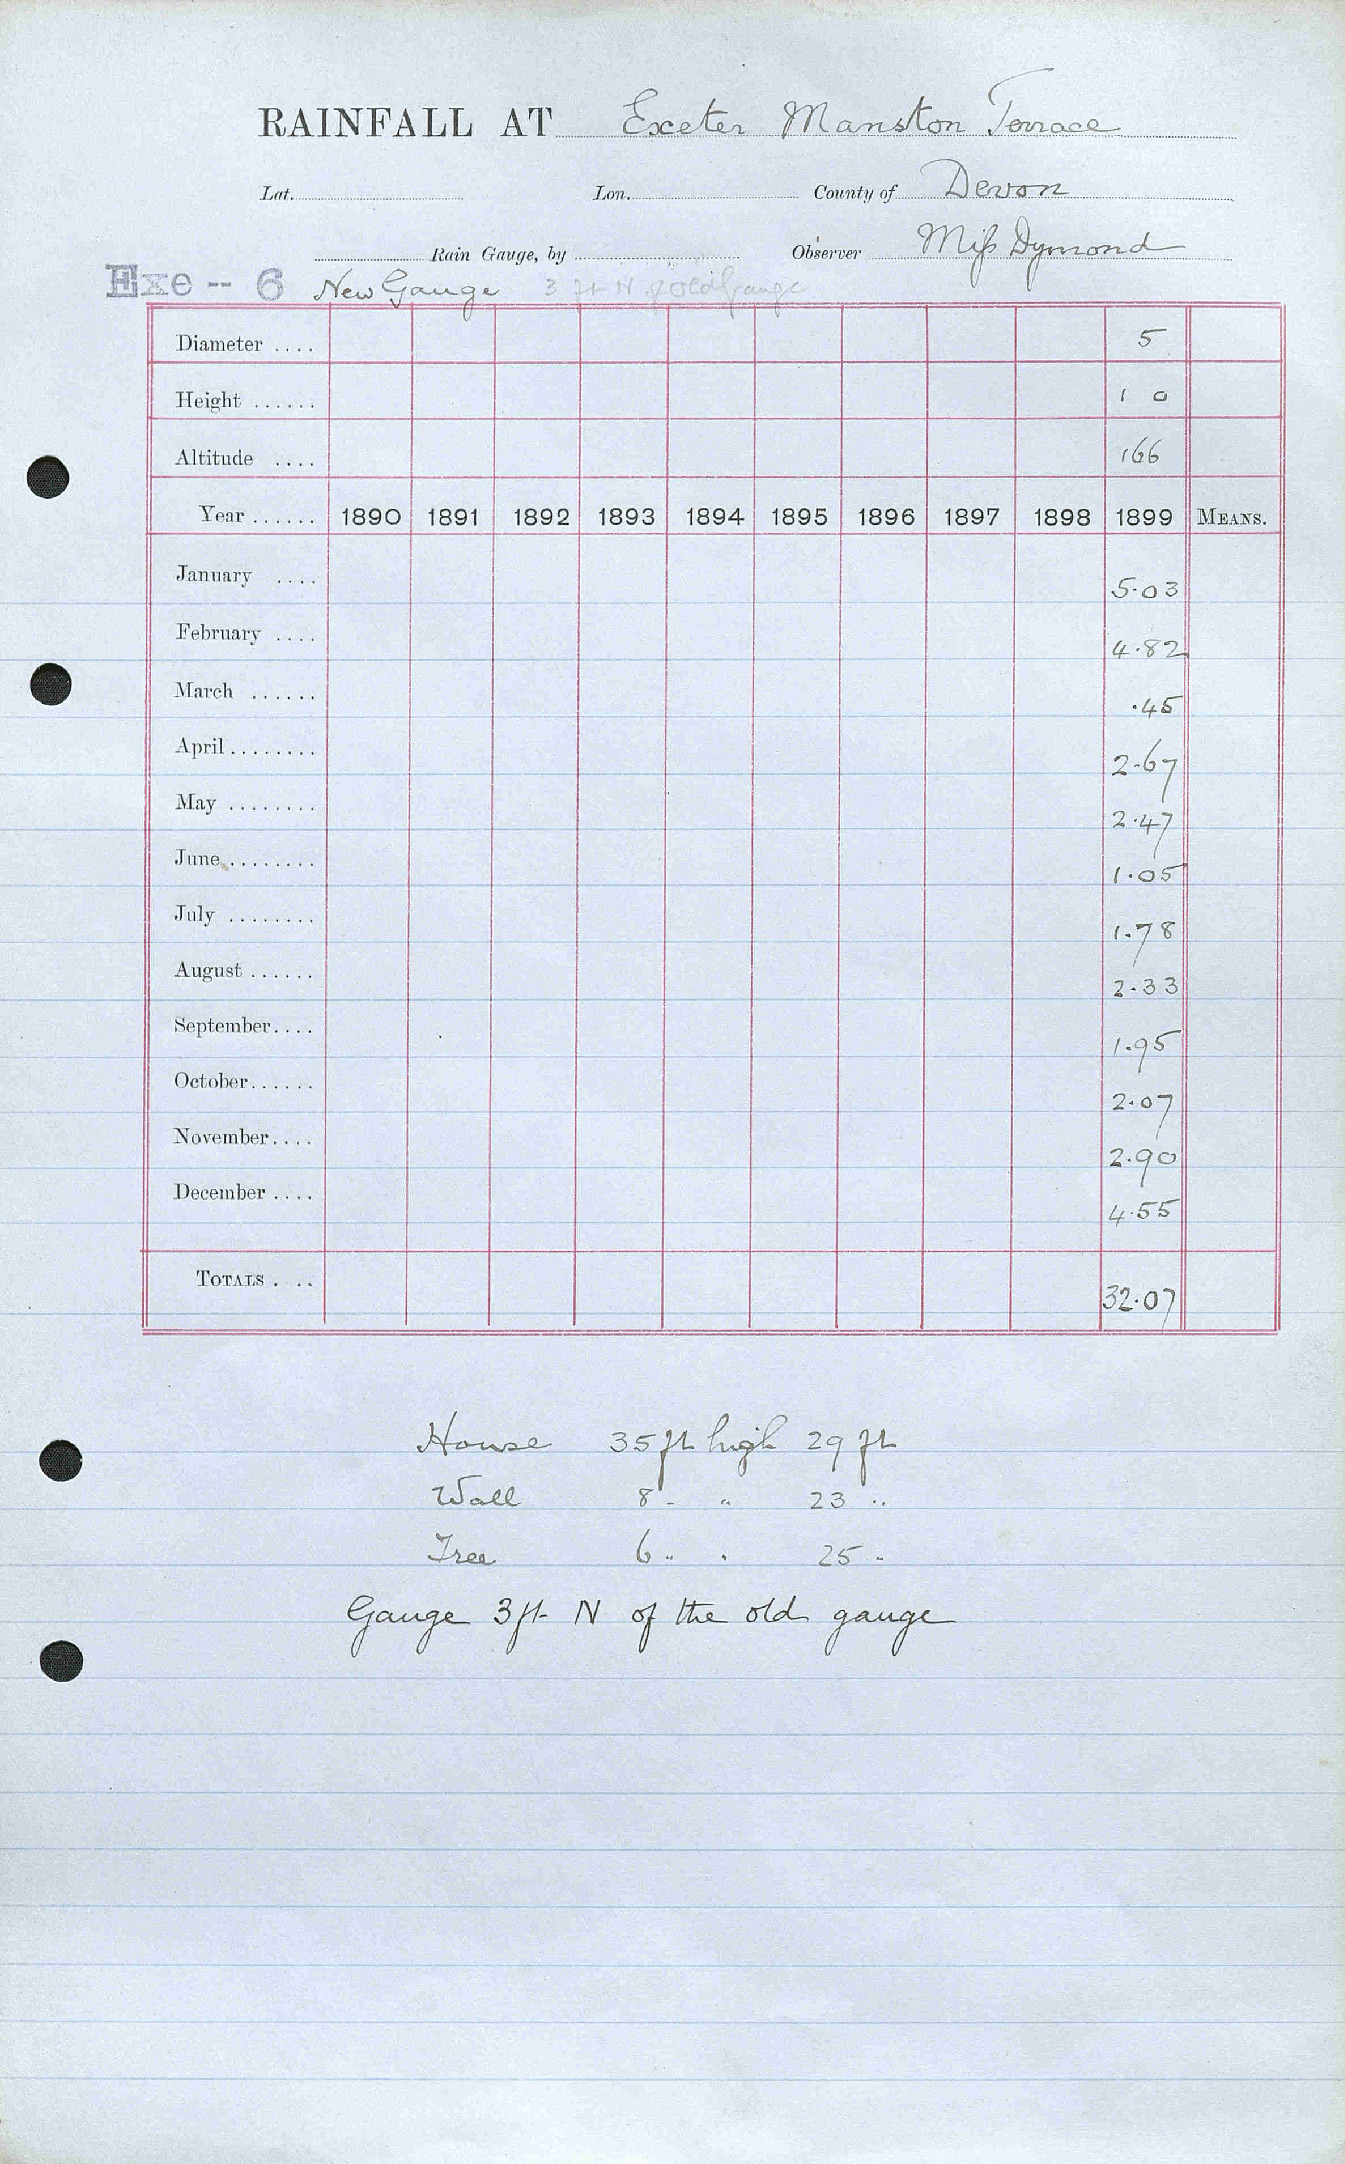 RAINFALL AT Exeter Manston Terrace
Lat. Lon. County of Devon
Rain Gauge, by Observer Miss Dymond
Exe -- 6 New Gauge 3 ft N of old Gauge
Diameter .... 5
Height ...... 1 0
Altitude .... 166
Year ...... 1890 1891 1892 1893 1894 1895 1896 1897 1898 1899 MEANS.
January .... 5.03
February .... 4.82
March ...... .45
April ........ 2.67
May ........ 2.47
June ........ 1.05
July ........ 1.78
August ...... 2.33
September.... 1.95
October...... 2.07
November.... 2.90
December .... 4.55
TOTALS . .. 32.07
House 35 ft high 29 ft
Wall 8 - " 23 "
Tree 6 " " 25 "
Gauge 3 ft N of the old gauge